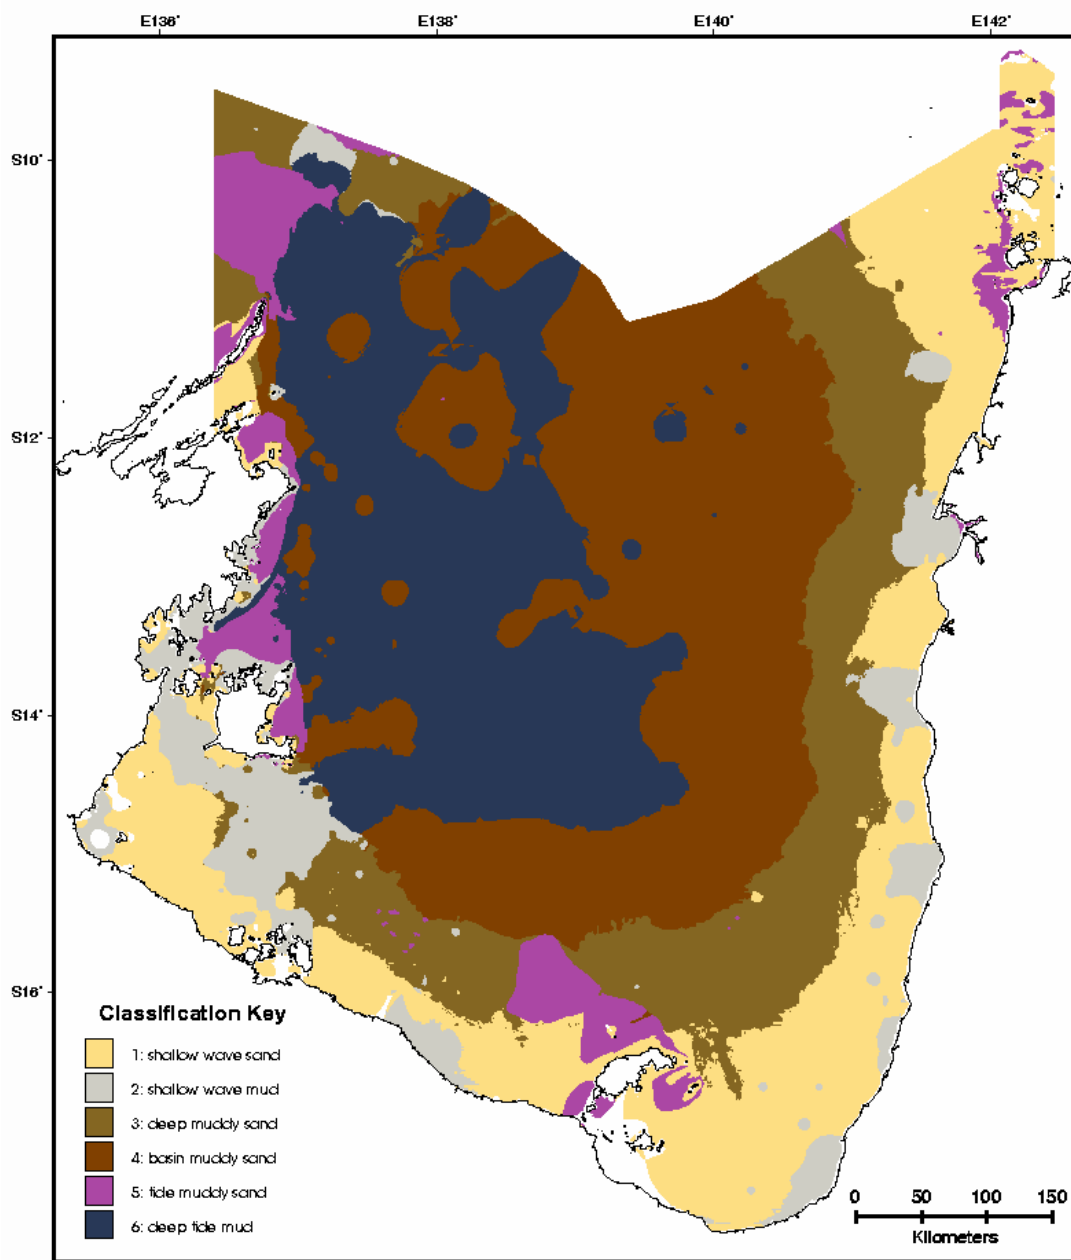 E136° E138° E140° E142°
S10°
S12°
S14°
S16°
Classification Key
1: shallow wave sand
2: shallow wave mud
3: deep muddy sand
4: basin muddy sand
5: tide muddy sand
6: deep tide mud
0 50 100 150
Kilometers